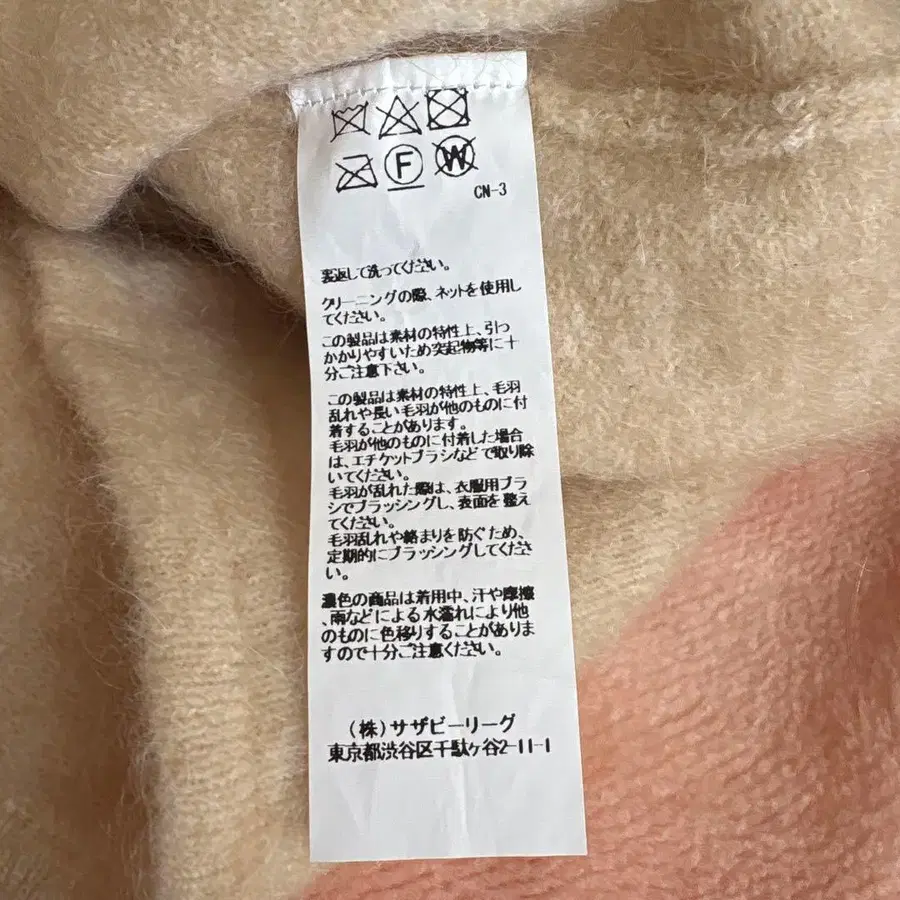 F W
CN-3
裏返して洗ってください。
クリーニングの際、ネットを使用し
てください。
この製品は素材の特性上、引っ
かかりやすいため突起物等に十
分ご注意下さい。
この製品は素材の特性上、毛羽
乱れや長い毛羽が他のものに付
着することがあります。
毛羽が他のものに付着した場合
は、エチケットブラシなどで取り除
いてください。
毛羽が乱れた際は、衣服用ブラ
シでブラッシングし、表面を整え
てください。
毛羽乱れや絡まりを防ぐため、
定期的にブラッシングしてくださ
い。
濃色の商品は着用中、汗や摩擦
、雨などによる水濡れにより他
のものに色移りすることがありま
すので十分ご注意ください。
(株)サザビーリーグ
東京都渋谷区千駄ヶ谷2-11-1